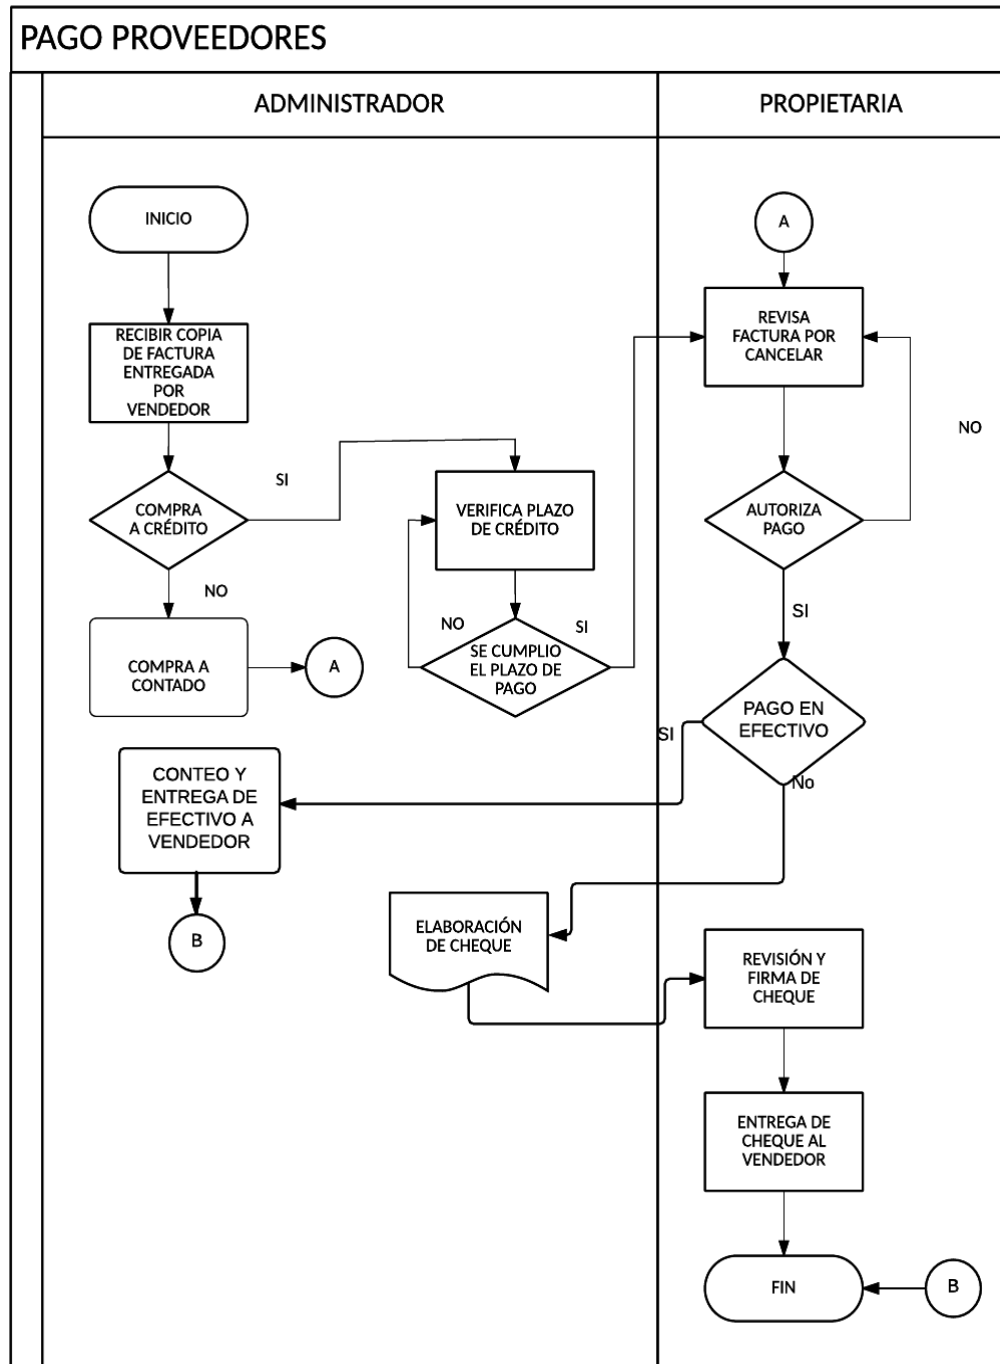 PAGO PROVEEDORES
ADMINISTRADOR
PROPIETARIA
INICIO
RECIBIR COPIA
DE FACTURA
ENTREGADA
POR
VENDEDOR
COMPRA
A CRÉDITO
SI
NO
COMPRA A
CONTADO
A
VERIFICA PLAZO
DE CRÉDITO
NO
SI
SE CUMPLIO
EL PLAZO DE
PAGO
A
REVISA
FACTURA POR
CANCELAR
NO
AUTORIZA
PAGO
SI
PAGO EN
EFECTIVO
SI
No
CONTEO Y
ENTREGA DE
EFECTIVO A
VENDEDOR
B
ELABORACIÓN
DE CHEQUE
REVISIÓN Y
FIRMA DE
CHEQUE
ENTREGA DE
CHEQUE AL
VENDEDOR
FIN
B